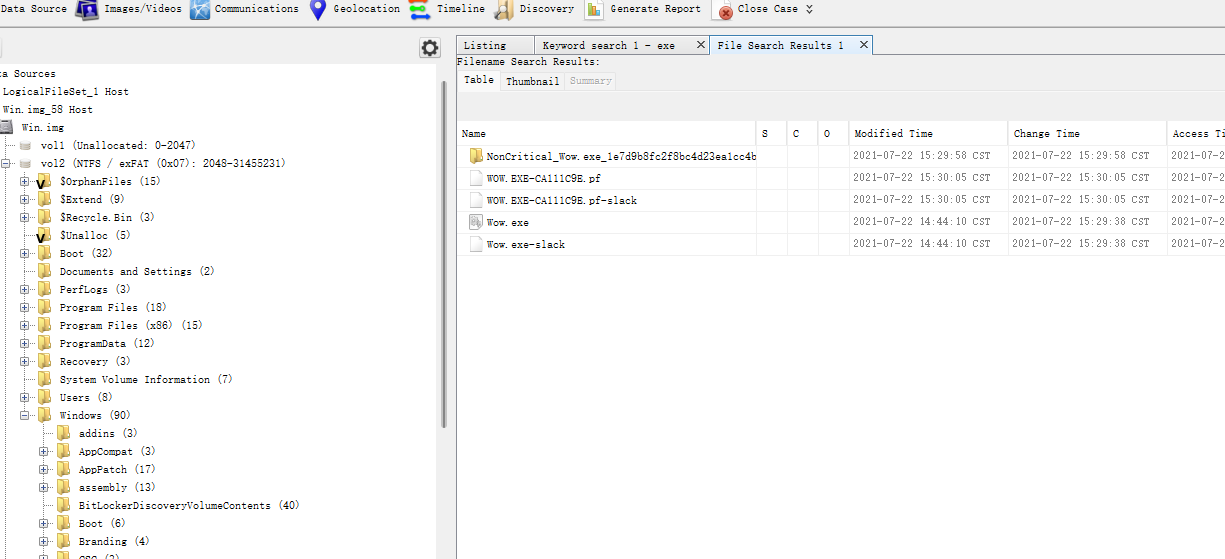 Data Source Images/Videos Communications Geolocation Timeline Discovery Generate Report Close Case
Listing Keyword search 1 - exe File Search Results 1
Filename Search Results:
Table Thumbnail Summary
Name S C O Modified Time Change Time Access Ti
NonCritical_Wow.exe_1e7d9b8fc2f8bc4d23ea1cc4b 2021-07-22 15:29:58 CST 2021-07-22 15:29:58 CST 2021-07-2
WOW.EXE-CA111C9E.pf 2021-07-22 15:30:05 CST 2021-07-22 15:30:05 CST 2021-07-2
WOW.EXE-CA111C9E.pf-slack 2021-07-22 15:30:05 CST 2021-07-22 15:30:05 CST 2021-07-2
Wow.exe 2021-07-22 14:44:10 CST 2021-07-22 15:29:38 CST 2021-07-2
Wow.exe-slack 2021-07-22 14:44:10 CST 2021-07-22 15:29:38 CST 2021-07-2
ta Sources
LogicalFileSet_1 Host
Win.img_58 Host
Win.img
vol1 (Unallocated: 0-2047)
vol2 (NTFS / exFAT (0x07): 2048-31455231)
$OrphanFiles (15)
$Extend (9)
$Recycle.Bin (3)
$Unalloc (5)
Boot (32)
Documents and Settings (2)
PerfLogs (3)
Program Files (18)
Program Files (x86) (15)
ProgramData (12)
Recovery (3)
System Volume Information (7)
Users (8)
Windows (90)
addins (3)
AppCompat (3)
AppPatch (17)
assembly (13)
BitLockerDiscoveryVolumeContents (40)
Boot (6)
Branding (4)